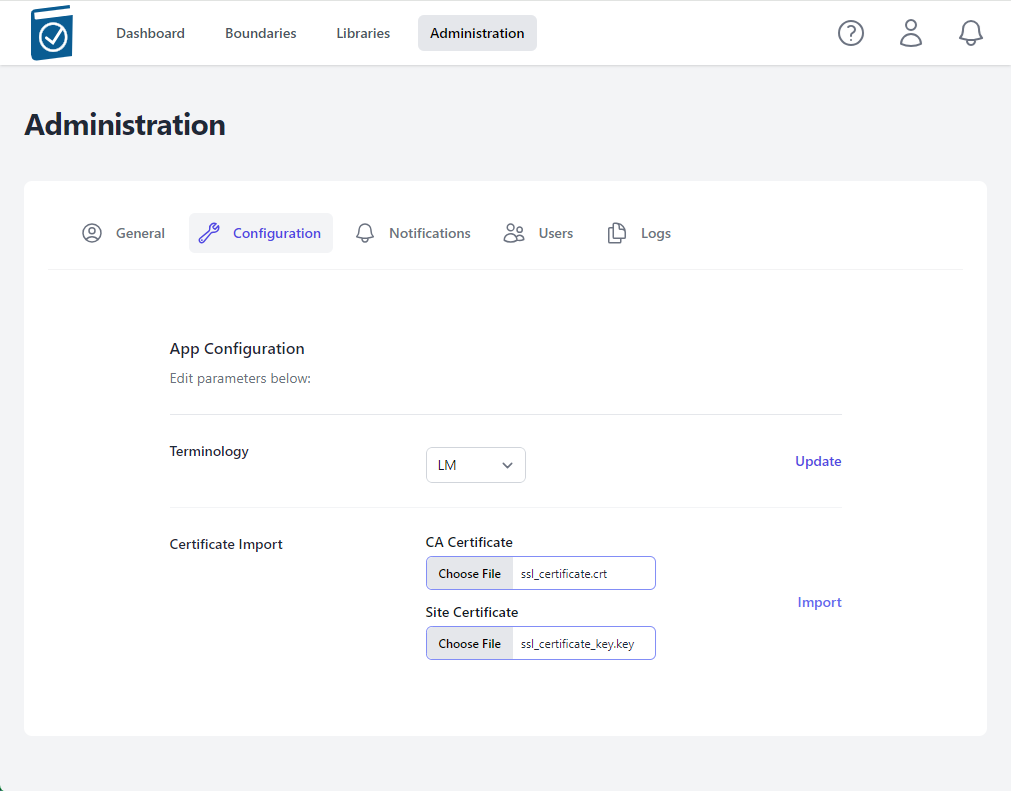 Dashboard Boundaries Libraries Administration
Administration
General Configuration Notifications Users Logs
App Configuration
Edit parameters below:
Terminology LM Update
Certificate Import
CA Certificate
Choose File ssl_certificate.crt
Import
Site Certificate
Choose File ssl_certificate_key.key